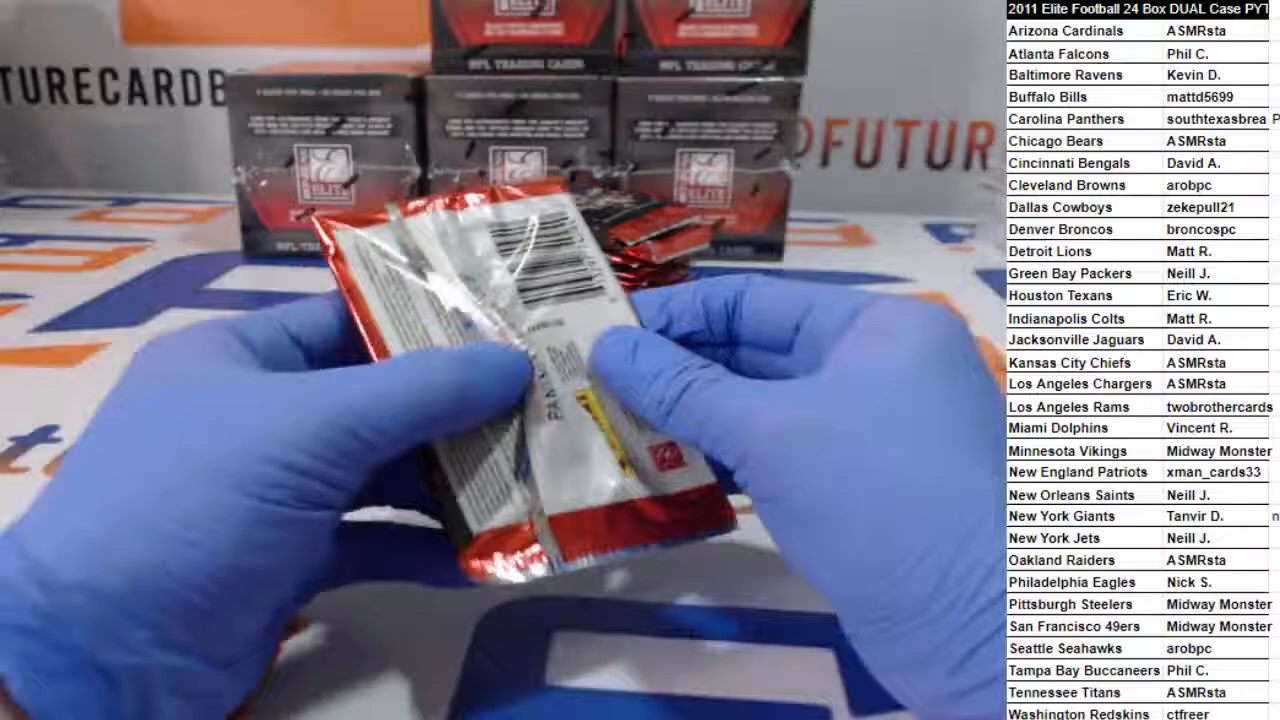 2011 Elite Football 24 Box DUAL Case PYT
Arizona Cardinals ASMRsta
Atlanta Falcons Phil C.
Baltimore Ravens Kevin D.
Buffalo Bills mattd5699
Carolina Panthers southtexasbrea P
Chicago Bears ASMRsta
Cincinnati Bengals David A.
Cleveland Browns arobpc
Dallas Cowboys zekepull21
Denver Broncos broncospc
Detroit Lions Matt R.
Green Bay Packers Neill J.
Houston Texans Eric W.
Indianapolis Colts Matt R.
Jacksonville Jaguars David A.
Kansas City Chiefs ASMRsta
Los Angeles Chargers ASMRsta
Los Angeles Rams twobrothercards
Miami Dolphins Vincent R.
Minnesota Vikings Midway Monster
New England Patriots xman_cards33
New Orleans Saints Neill J.
New York Giants Tanvir D. n
New York Jets Neill J.
Oakland Raiders ASMRsta
Philadelphia Eagles Nick S.
Pittsburgh Steelers Midway Monster
San Francisco 49ers Midway Monster
Seattle Seahawks arobpc
Tampa Bay Buccaneers Phil C.
Tennessee Titans ASMRsta
Washington Redskins ctfreer
TURECARDB
@FUTUR
NFL TRADING CARDS
ELITE
ELITE